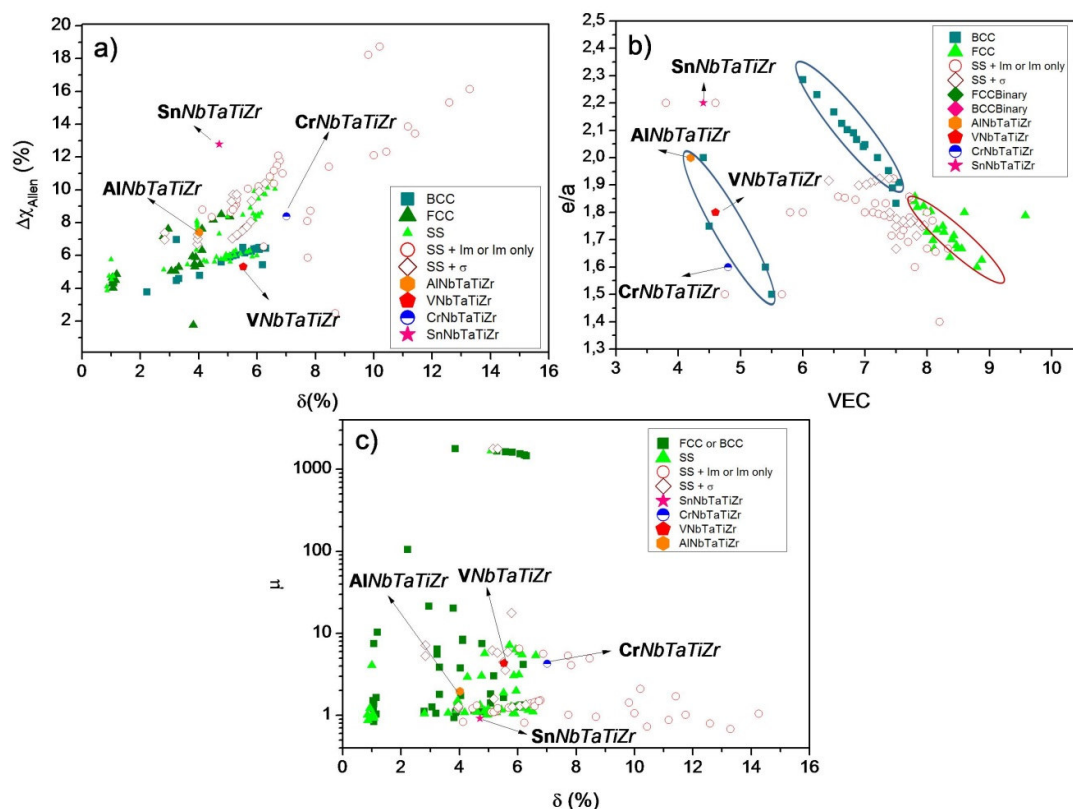 a)
20
18
16
14
12
10
8
6
4
2
ΔχAllen (%)
SnNbTaTiZr
CrNbTaTiZr
AlNbTaTiZr
VNbTaTiZr
BCC
FCC
SS
SS + Im or Im only
SS + σ
AlNbTaTiZr
VNbTaTiZr
CrNbTaTiZr
SnNbTaTiZr
0 2 4 6 8 10 12 14 16
δ(%)
b)
2,5
2,4
2,3
2,2
2,1
2,0
1,9
1,8
1,7
1,6
1,5
1,4
1,3
e/a
SnNbTaTiZr
AlNbTaTiZr
VNbTaTiZr
CrNbTaTiZr
BCC
FCC
SS + Im or Im only
SS + σ
FCCBinary
BCCBinary
AlNbTaTiZr
VNbTaTiZr
CrNbTaTiZr
SnNbTaTiZr
3 4 5 6 7 8 9 10
VEC
c)
1000
100
10
1
μ
AlNbTaTiZr
VNbTaTiZr
CrNbTaTiZr
SnNbTaTiZr
FCC or BCC
SS
SS + Im or Im only
SS + σ
SnNbTaTiZr
CrNbTaTiZr
VNbTaTiZr
AlNbTaTiZr
0 2 4 6 8 10 12 14 16
δ (%)